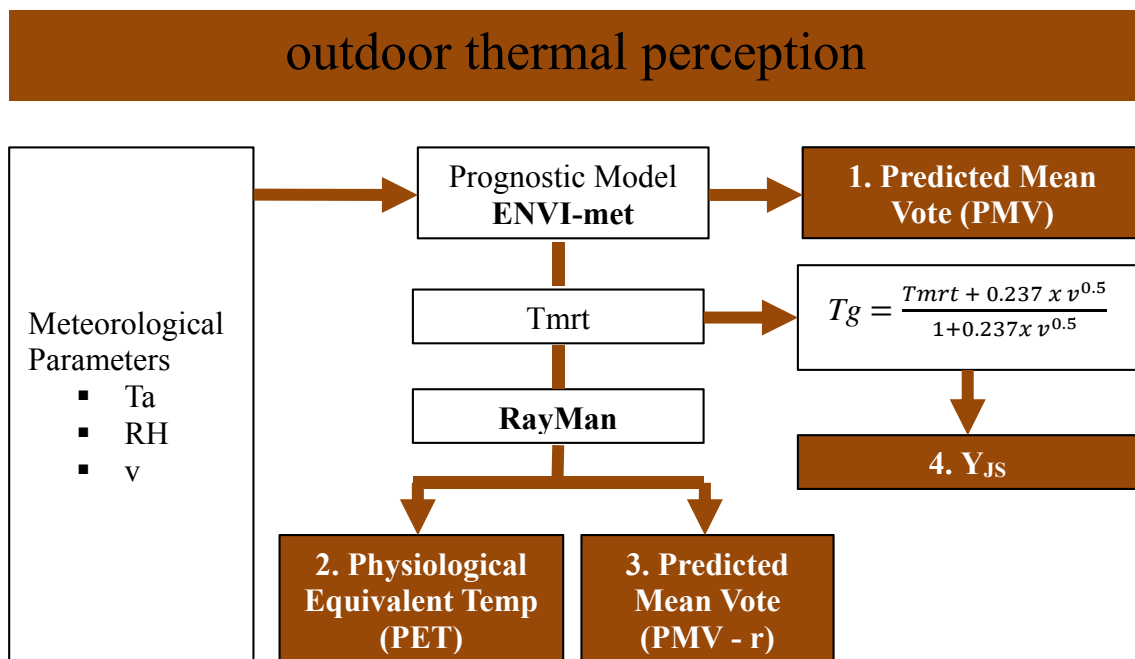 outdoor thermal perception
Meteorological
Parameters
▪ Ta
▪ RH
▪ v
Prognostic Model
ENVI-met
1. Predicted Mean
Vote (PMV)
Tmrt
Tg = (Tmrt + 0.237 x v^0.5) / (1+0.237x v^0.5)
RayMan
4. Y_JS
2. Physiological
Equivalent Temp
(PET)
3. Predicted
Mean Vote
(PMV - r)